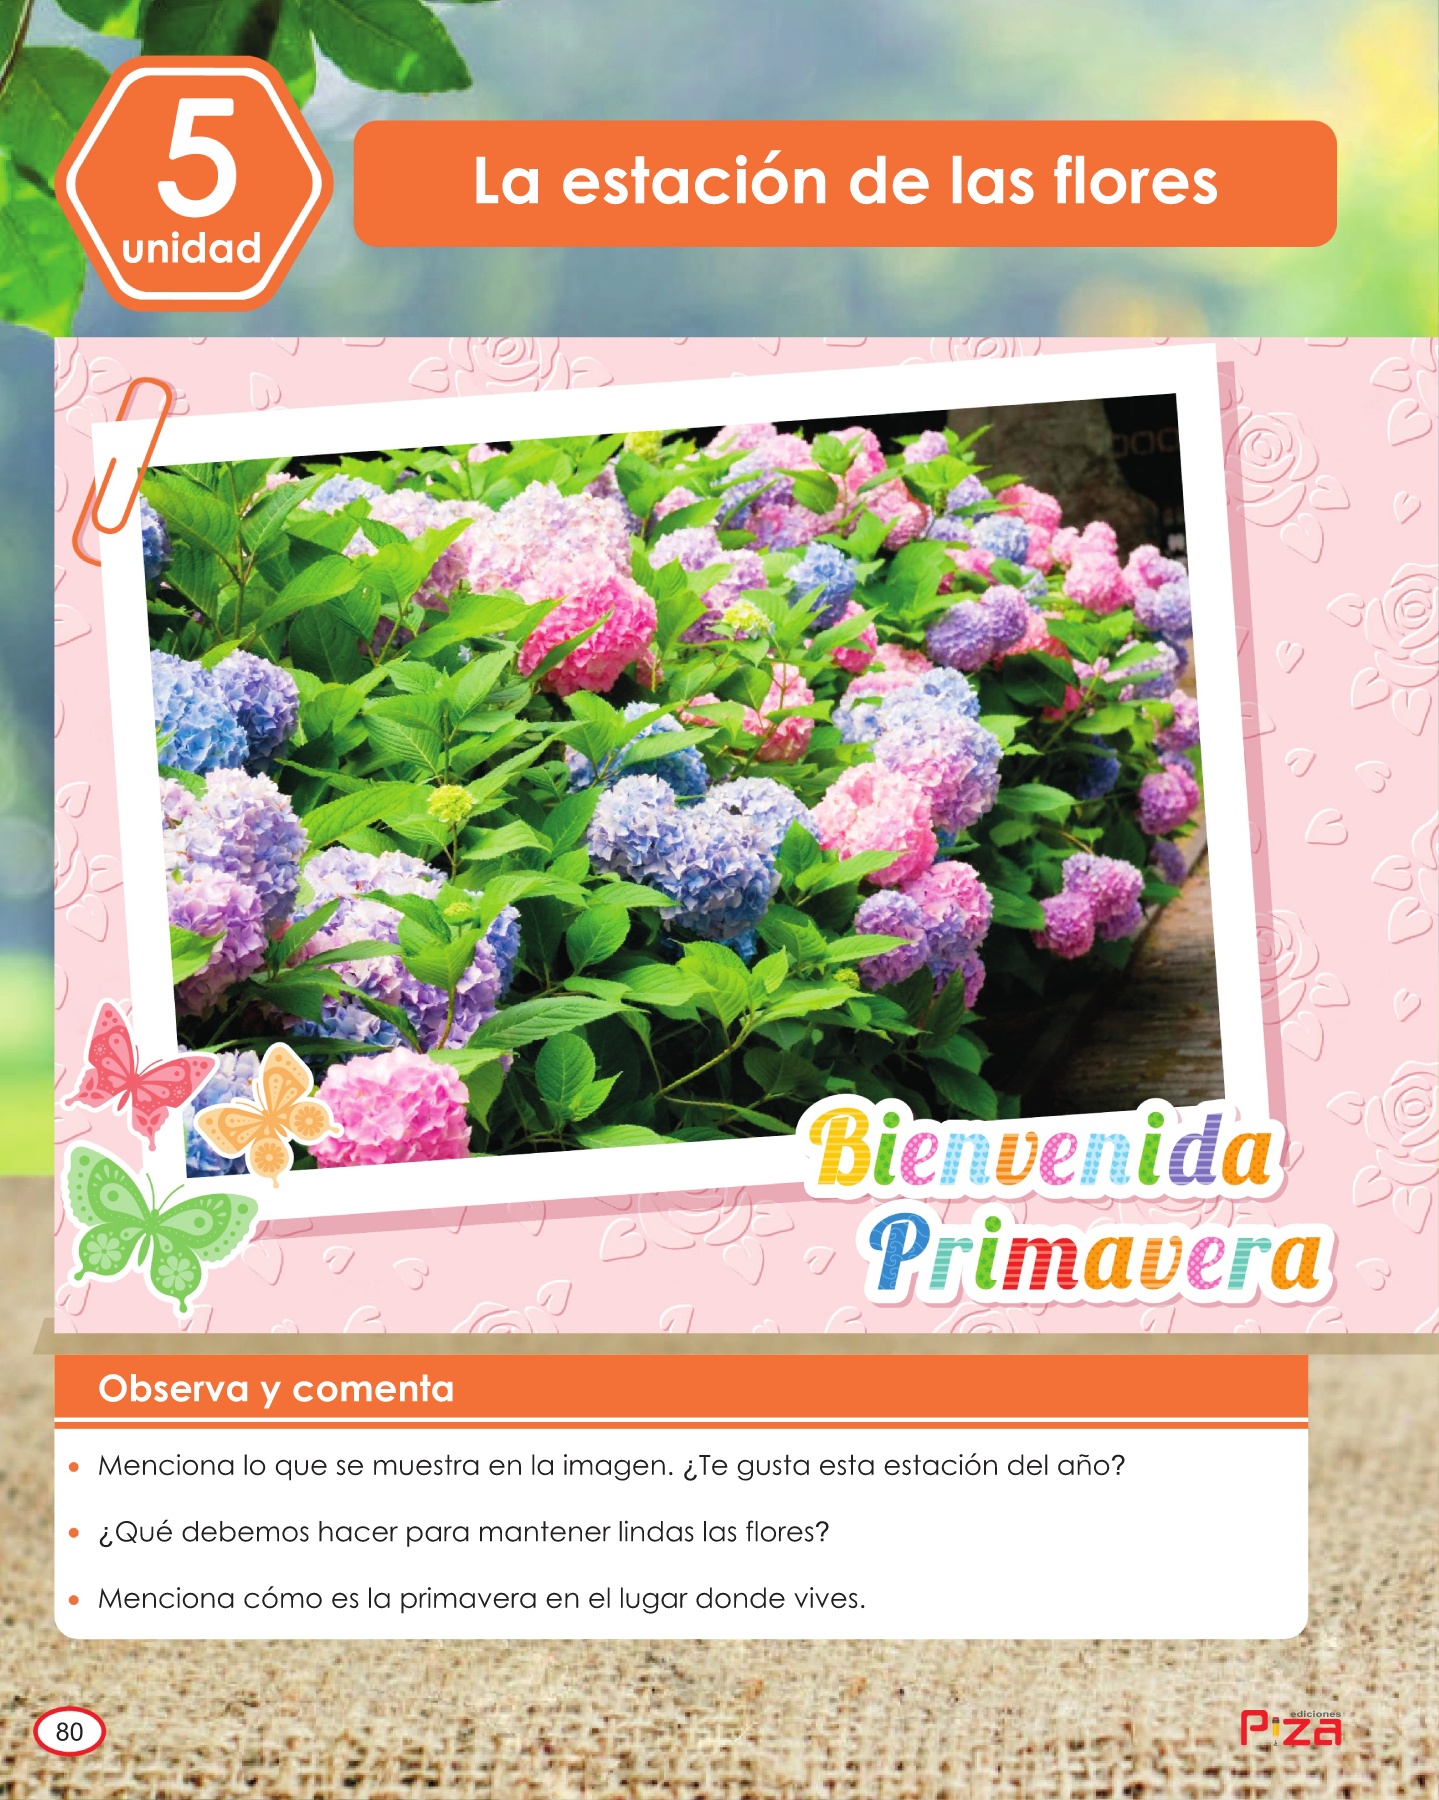 5
unidad
La estación de las flores
Bienvenida
Primavera
Observa y comenta
• Menciona lo que se muestra en la imagen. ¿Te gusta esta estación del año?
• ¿Qué debemos hacer para mantener lindas las flores?
• Menciona cómo es la primavera en el lugar donde vives.
80
ediciones
Piza